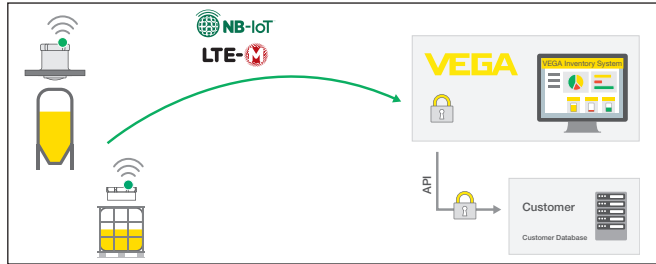 NB-IoT
LTE-M
VEGA
VEGA Inventory System
API
Customer
Customer Database